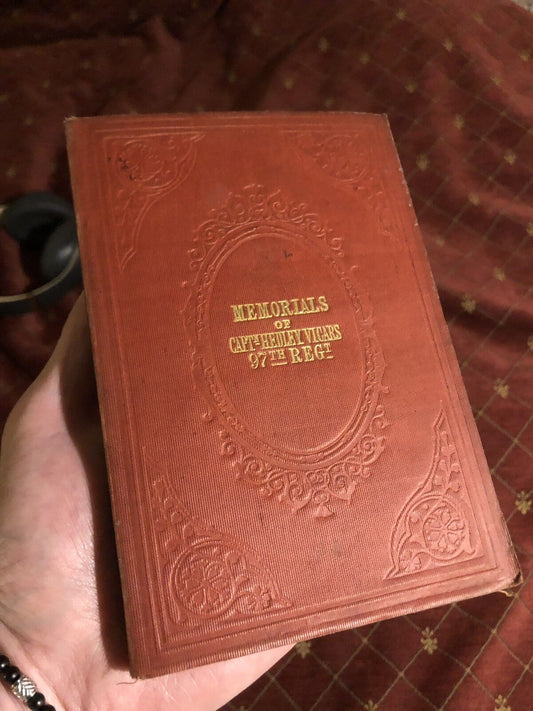 MEMORIALS
OF
CAPTN HEDLEY VICARS
97TH REGT